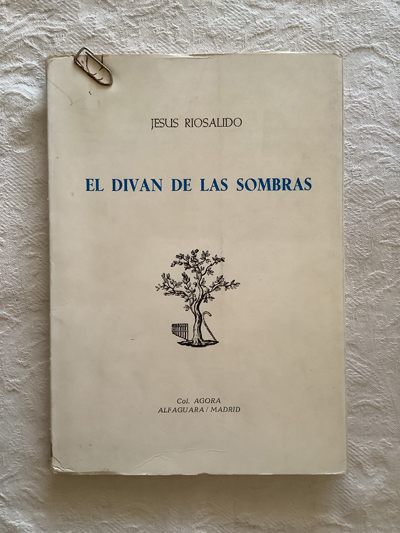 JESUS RIOSALIDO
EL DIVAN DE LAS SOMBRAS
Col. AGORA
ALFAGUARA / MADRID